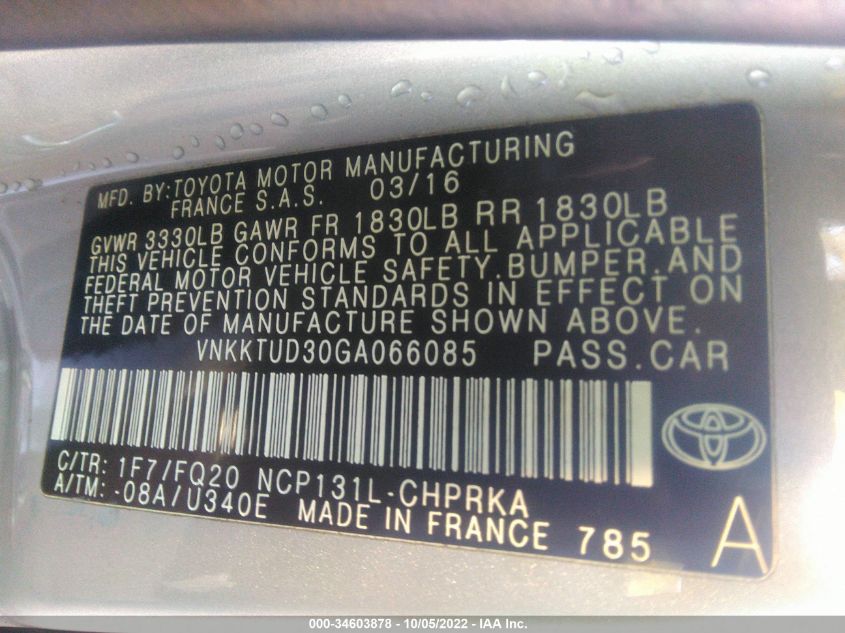 MFD. BY:TOYOTA MOTOR MANUFACTURING
FRANCE S.A.S. 03/16
GVWR 3330LB GAWR FR 1830LB RR 1830LB
THIS VEHICLE CONFORMS TO ALL APPLICABLE
FEDERAL MOTOR VEHICLE SAFETY,BUMPER,AND
THEFT PREVENTION STANDARDS IN EFFECT ON
THE DATE OF MANUFACTURE SHOWN ABOVE.
VNKKTUD30GA066085 PASS.CAR
C/TR: 1F7/FQ20 NCP131L-CHPRKA
A/TM: -08A/U340E MADE IN FRANCE 785 A
000-34603878 - 10/05/2022 - IAA Inc.